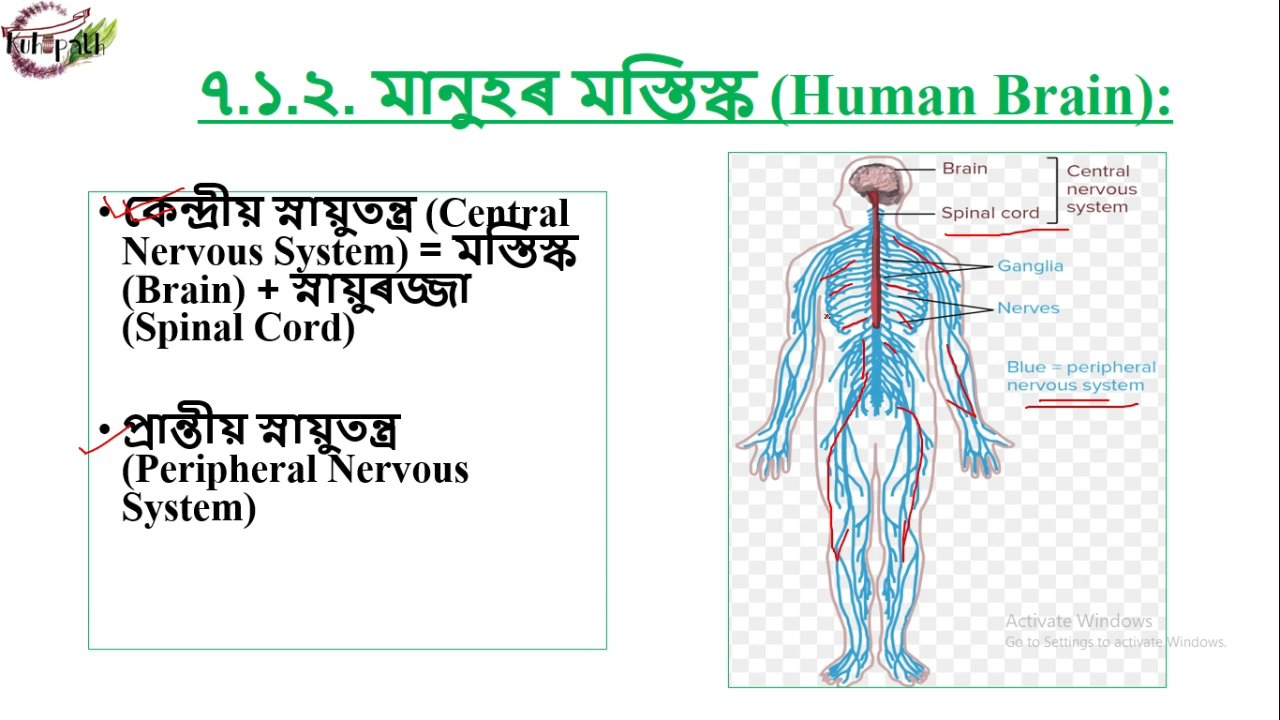 Kuhipath
৭.১.২. মানুহৰ মস্তিস্ক (Human Brain):
• কেন্দ্ৰীয় স্নায়ুতন্ত্ৰ (Central
Nervous System) = মস্তিস্ক
(Brain) + স্নায়ুৰজ্জা
(Spinal Cord)
• প্ৰান্তীয় স্নায়ুতন্ত্ৰ
(Peripheral Nervous
System)
Brain
Spinal cord
Central
nervous
system
Ganglia
Nerves
Blue = peripheral
nervous system
Activate Windows
Go to Settings to activate Windows.